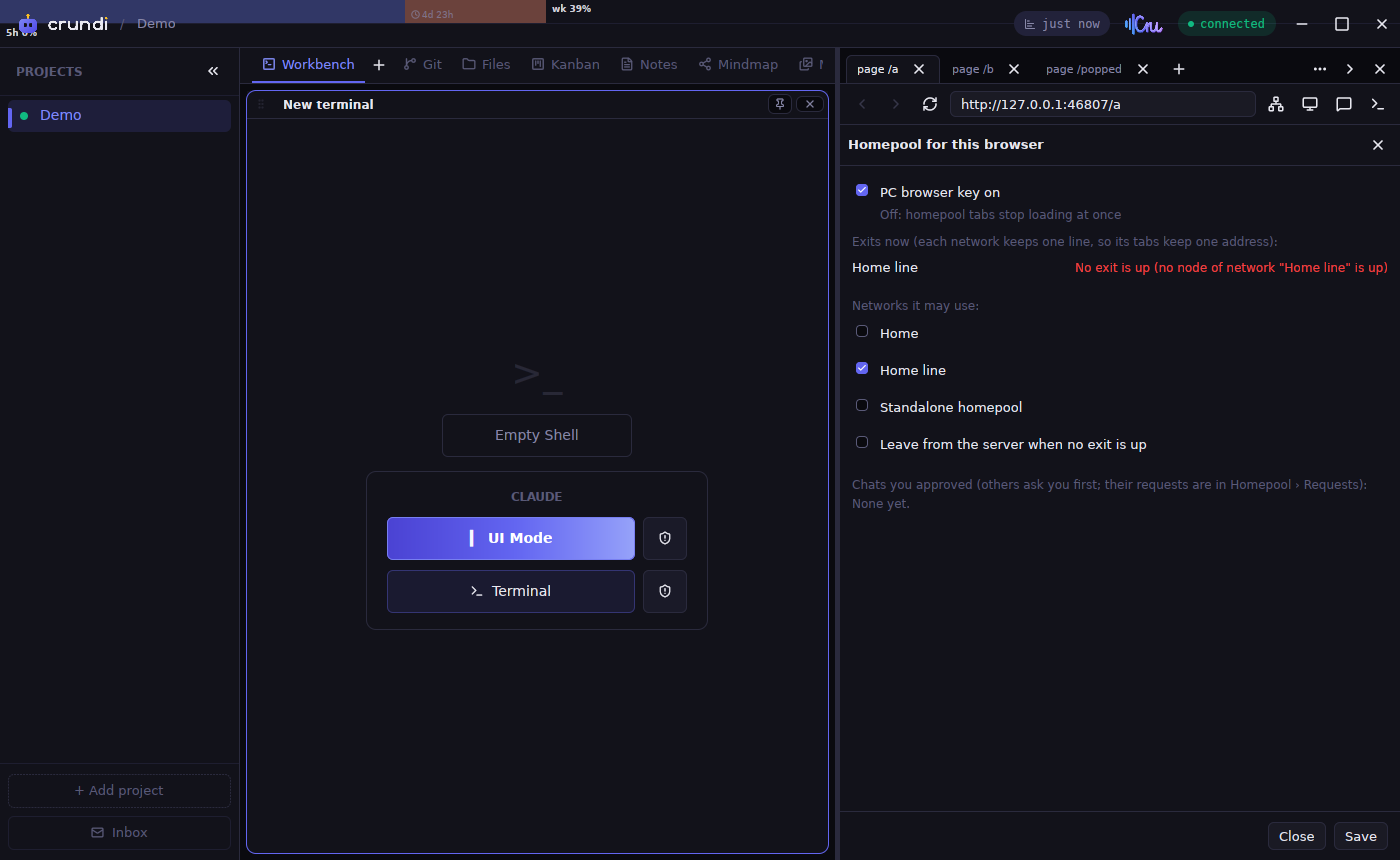 4d 23h
wk 39%
5h
crundi / Demo
just now
Cru
connected
PROJECTS
Demo
+ Add project
Inbox
Workbench
Git
Files
Kanban
Notes
Mindmap
New terminal
>_
Empty Shell
CLAUDE
UI Mode
Terminal
page /a
page /b
page /popped
http://127.0.0.1:46807/a
Homepool for this browser
PC browser key on
Off: homepool tabs stop loading at once
Exits now (each network keeps one line, so its tabs keep one address):
Home line No exit is up (no node of network "Home line" is up)
Networks it may use:
Home
Home line
Standalone homepool
Leave from the server when no exit is up
Chats you approved (others ask you first; their requests are in Homepool › Requests):
None yet.
Close
Save